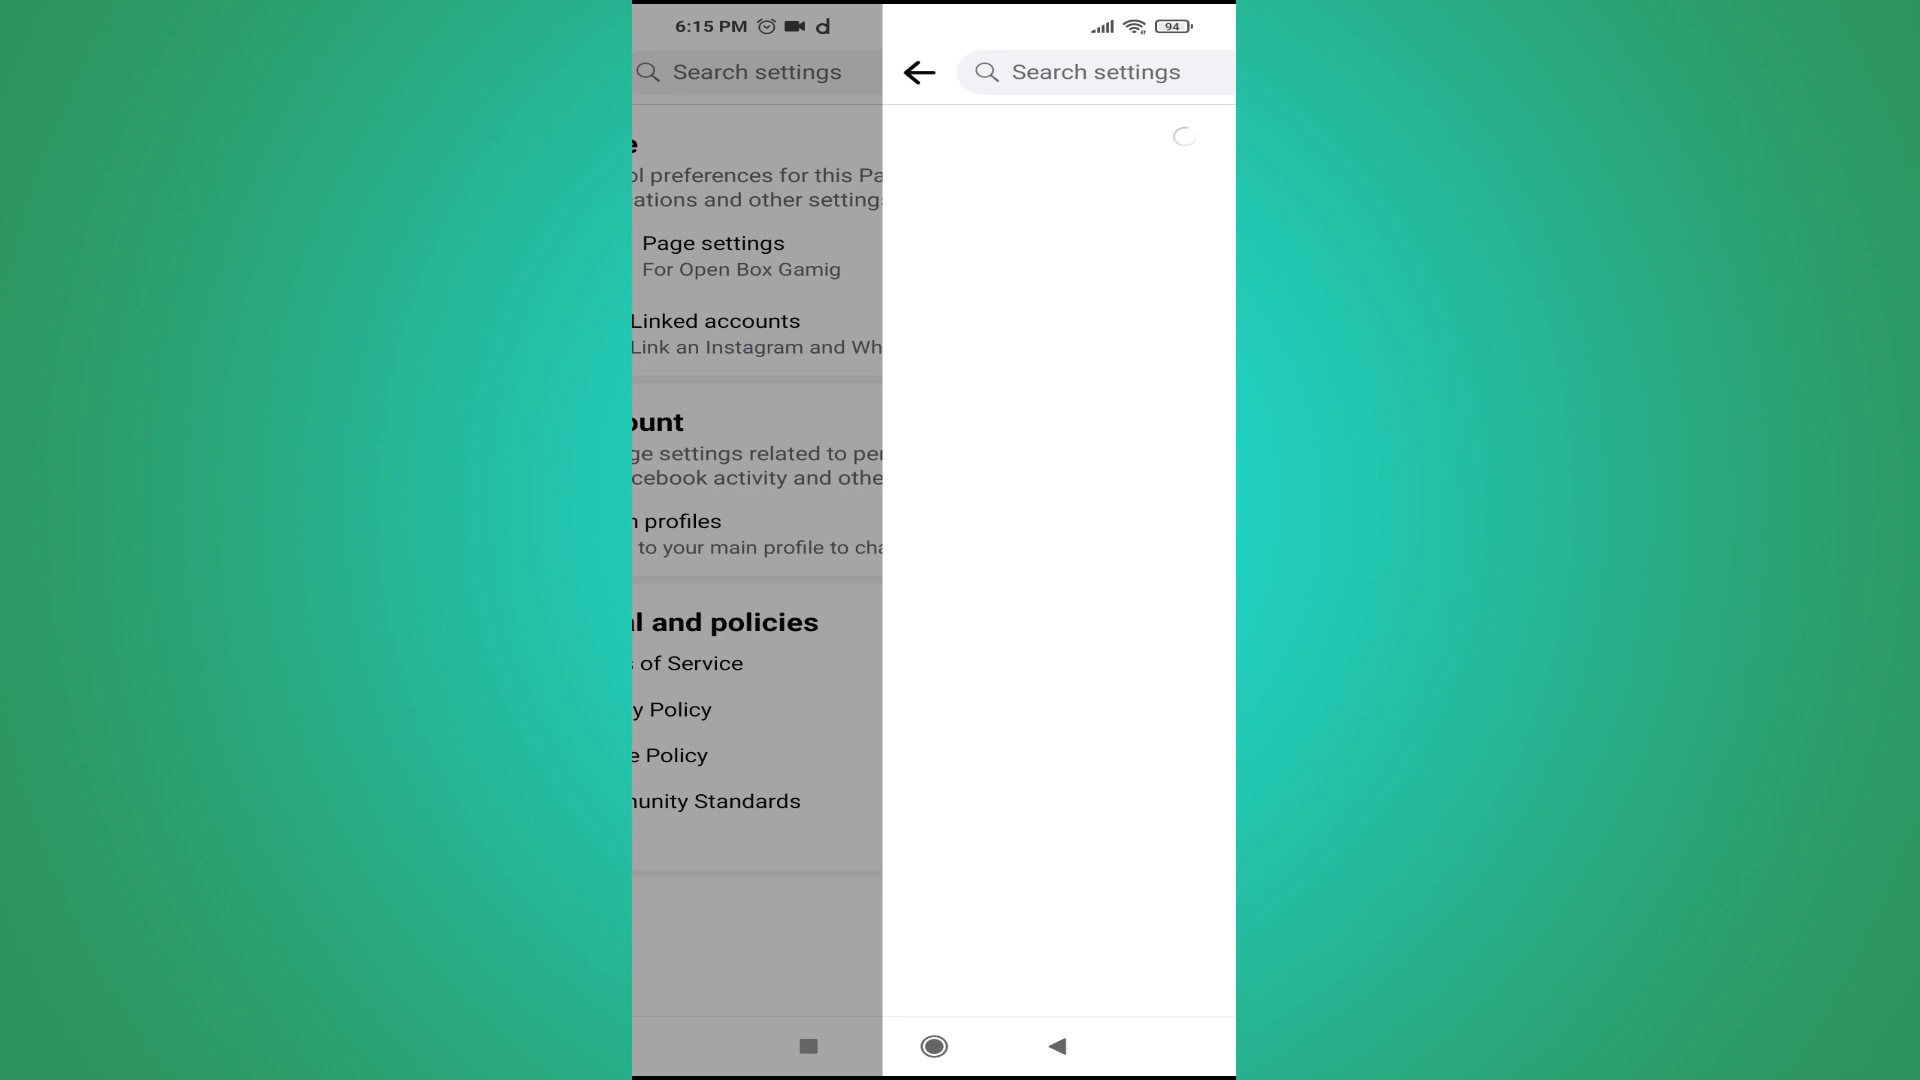 6:15 PM
94
Search settings
Search settings
e
ol preferences for this Pa
ations and other setting
Page settings
For Open Box Gamig
Linked accounts
Link an Instagram and Wh
ount
ge settings related to per
cebook activity and othe
n profiles
to your main profile to cha
al and policies
s of Service
y Policy
e Policy
unity Standards